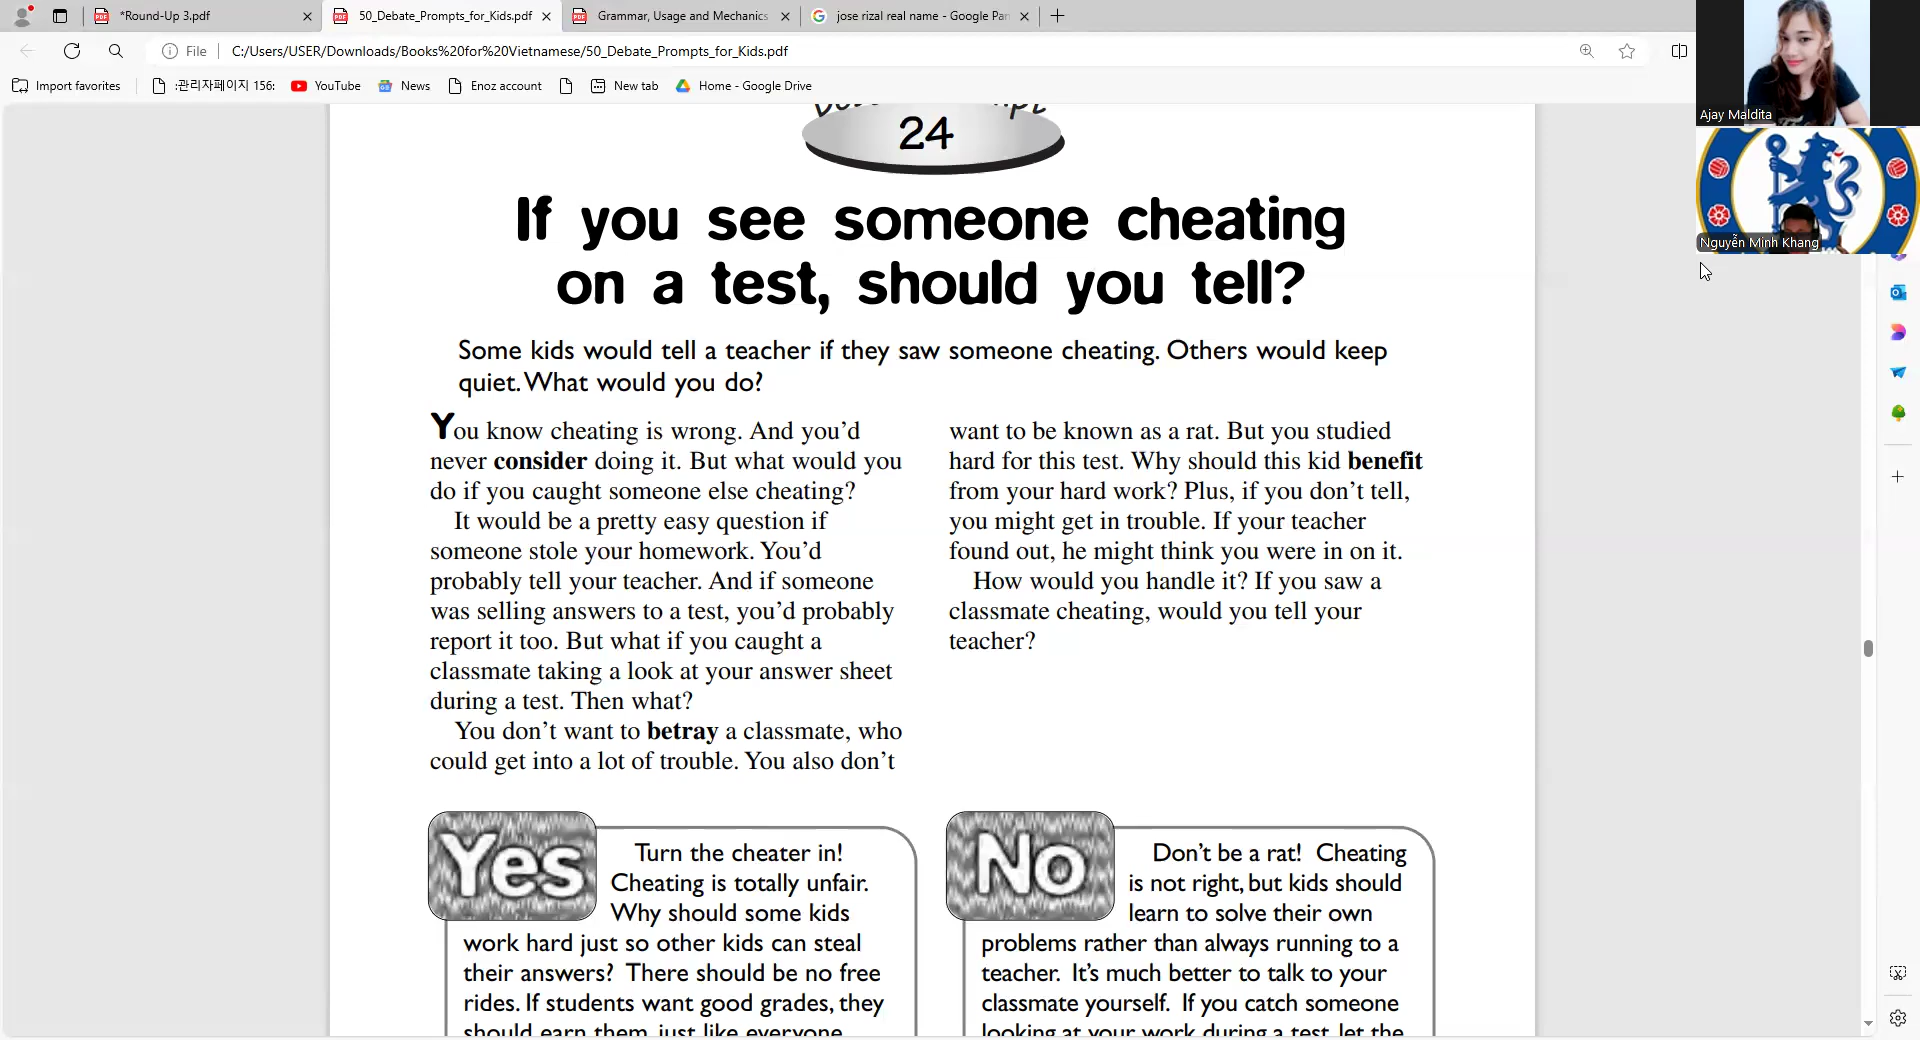 *Round-Up 3.pdf
50_Debate_Prompts_for_Kids.pdf
Grammar, Usage and Mechanics
jose rizal real name - Google Pan
File
C:/Users/USER/Downloads/Books%20for%20Vietnamese/50_Debate_Prompts_for_Kids.pdf
Import favorites
:관리자페이지 156:
YouTube
News
Enoz account
New tab
Home - Google Drive
Ajay Maldita
Nguyễn Minh Khang
24
If you see someone cheating
on a test, should you tell?
Some kids would tell a teacher if they saw someone cheating. Others would keep
quiet. What would you do?
You know cheating is wrong. And you’d
never consider doing it. But what would you
do if you caught someone else cheating?
It would be a pretty easy question if
someone stole your homework. You’d
probably tell your teacher. And if someone
was selling answers to a test, you’d probably
report it too. But what if you caught a
classmate taking a look at your answer sheet
during a test. Then what?
You don’t want to betray a classmate, who
could get into a lot of trouble. You also don’t
want to be known as a rat. But you studied
hard for this test. Why should this kid benefit
from your hard work? Plus, if you don’t tell,
you might get in trouble. If your teacher
found out, he might think you were in on it.
How would you handle it? If you saw a
classmate cheating, would you tell your
teacher?
Yes
Turn the cheater in!
Cheating is totally unfair.
Why should some kids
work hard just so other kids can steal
their answers? There should be no free
rides. If students want good grades, they
should earn them, just like everyone
No
Don’t be a rat! Cheating
is not right, but kids should
learn to solve their own
problems rather than always running to a
teacher. It’s much better to talk to your
classmate yourself. If you catch someone
looking at your work during a test, let the